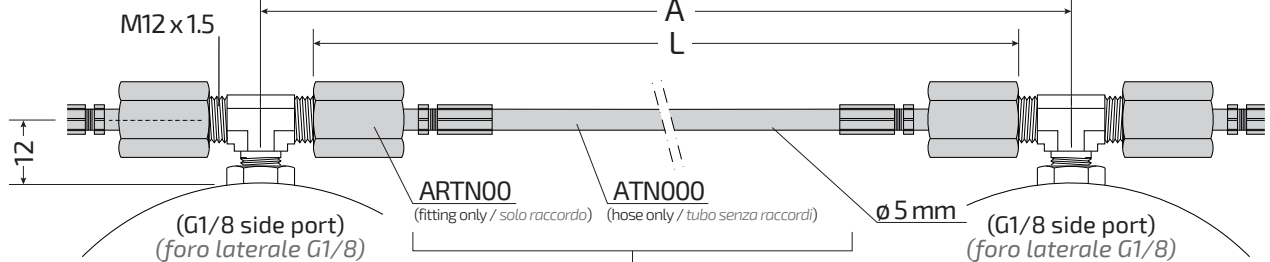 A
M12 x 1.5
L
12
ARTN00
(fitting only / solo raccordo)
ATN000
(hose only / tubo senza raccordi)
ø 5 mm
(G1/8 side port)
(foro laterale G1/8)
(G1/8 side port)
(foro laterale G1/8)